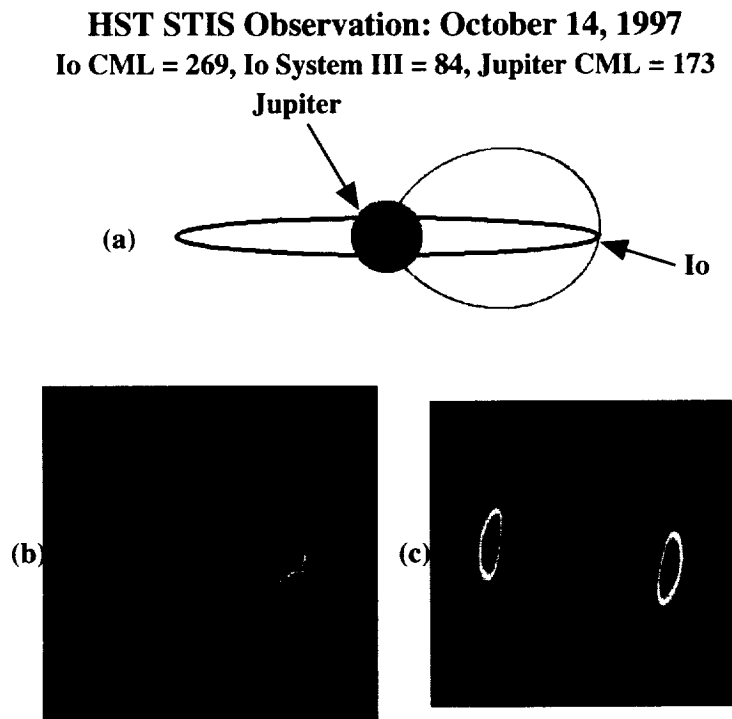 HST STIS Observation: October 14, 1997
Io CML = 269, Io System III = 84, Jupiter CML = 173
Jupiter
(a)
Io
(b)
(c)